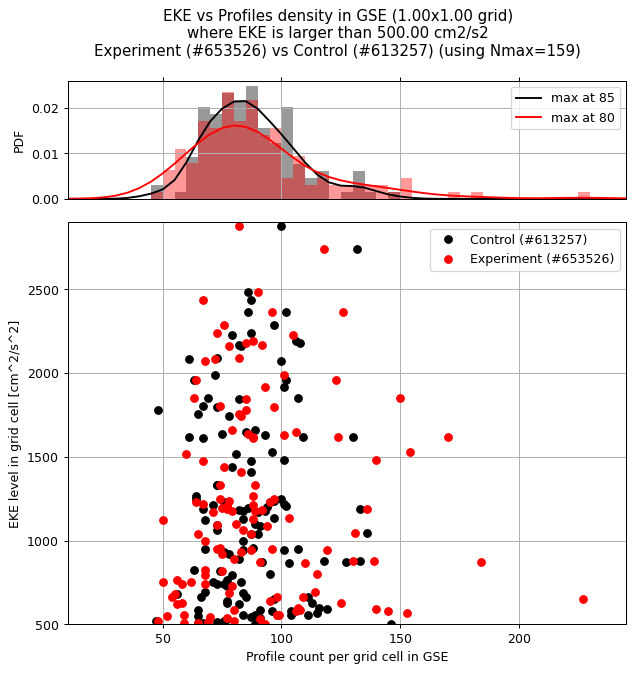 EKE vs Profiles density in GSE (1.00x1.00 grid)
where EKE is larger than 500.00 cm2/s2
Experiment (#653526) vs Control (#613257) (using Nmax=159)
PDF
0.02
0.01
0.00
max at 85
max at 80
EKE level in grid cell [cm^2/s^2]
2500
2000
1500
1000
500
Control (#613257)
Experiment (#653526)
50
100
150
200
Profile count per grid cell in GSE